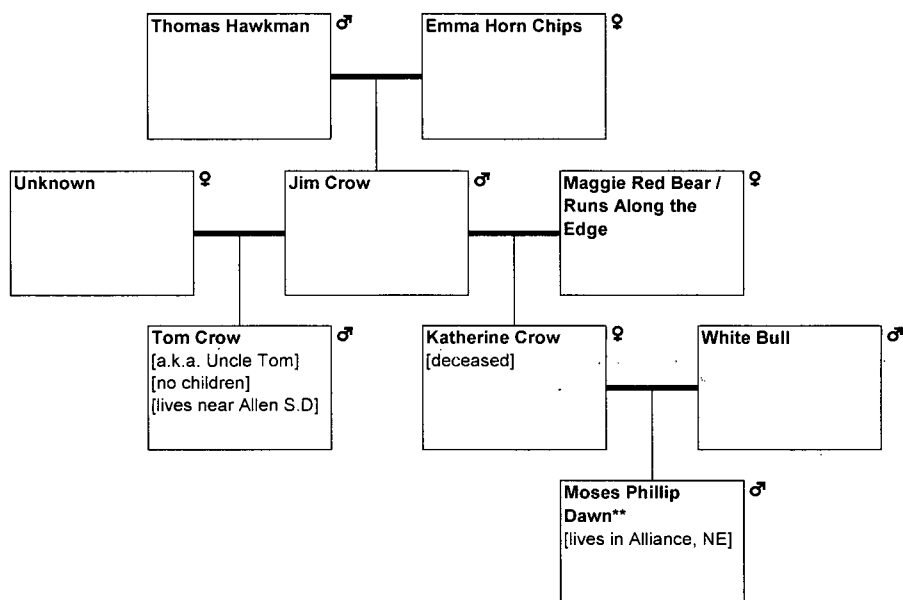 Thomas Hawkman ♂
Emma Horn Chips ♀
Unknown ♀
Jim Crow ♂
Maggie Red Bear / ♀
Runs Along the
Edge
Tom Crow ♂
[a.k.a. Uncle Tom]
[no children]
[lives near Allen S.D]
Katherine Crow ♀
[deceased]
White Bull ♂
Moses Phillip ♂
Dawn**
[lives in Alliance, NE]